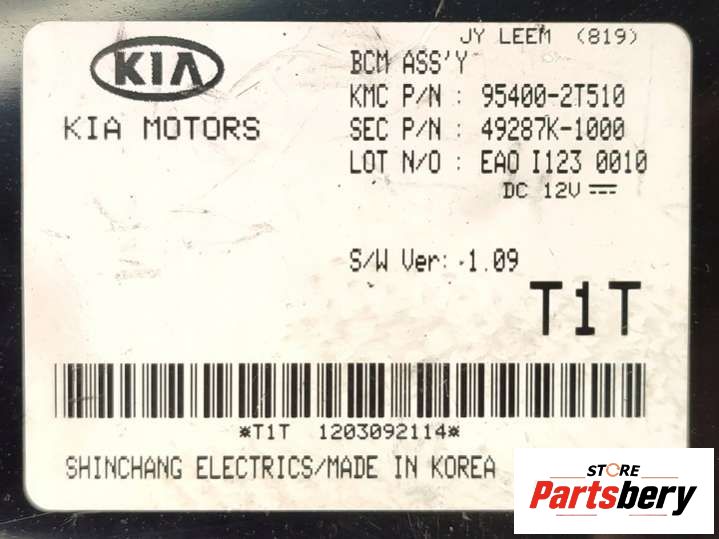 JY LEEM (819)
KIA
BCM ASS'Y
KMC P/N : 95400-2T510
KIA MOTORS
SEC P/N : 49287K-1000
LOT N/O : EAO I123 0010
DC 12V
S/W Ver: 1.09
T1T
*T1T 1203092114*
SHINCHANG ELECTRICS/MADE IN KOREA
STORE
Partsbery